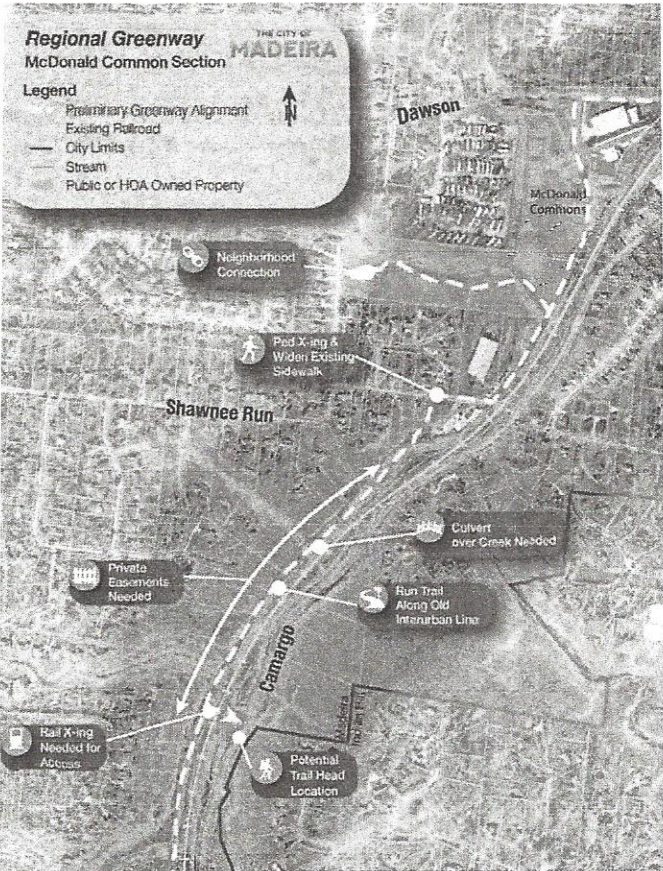 Regional Greenway
McDonald Common Section
THE CITY OF
MADEIRA
Legend
Preliminary Greenway Alignment
Existing Railroad
City Limits
Stream
Public or HOA Owned Property
N
Dawson
McDonald
Commons
Neighborhood
Connection
Ped X-ing &
Widen Existing
Sidewalk
Shawnee Run
Culvert
over Creek Needed
Private
Easements
Needed
Run Trail
Along Old
Interurban Line
Camargo
Madeira
Rail X-ing
Needed for
Access
Potential
Trail Head
Location